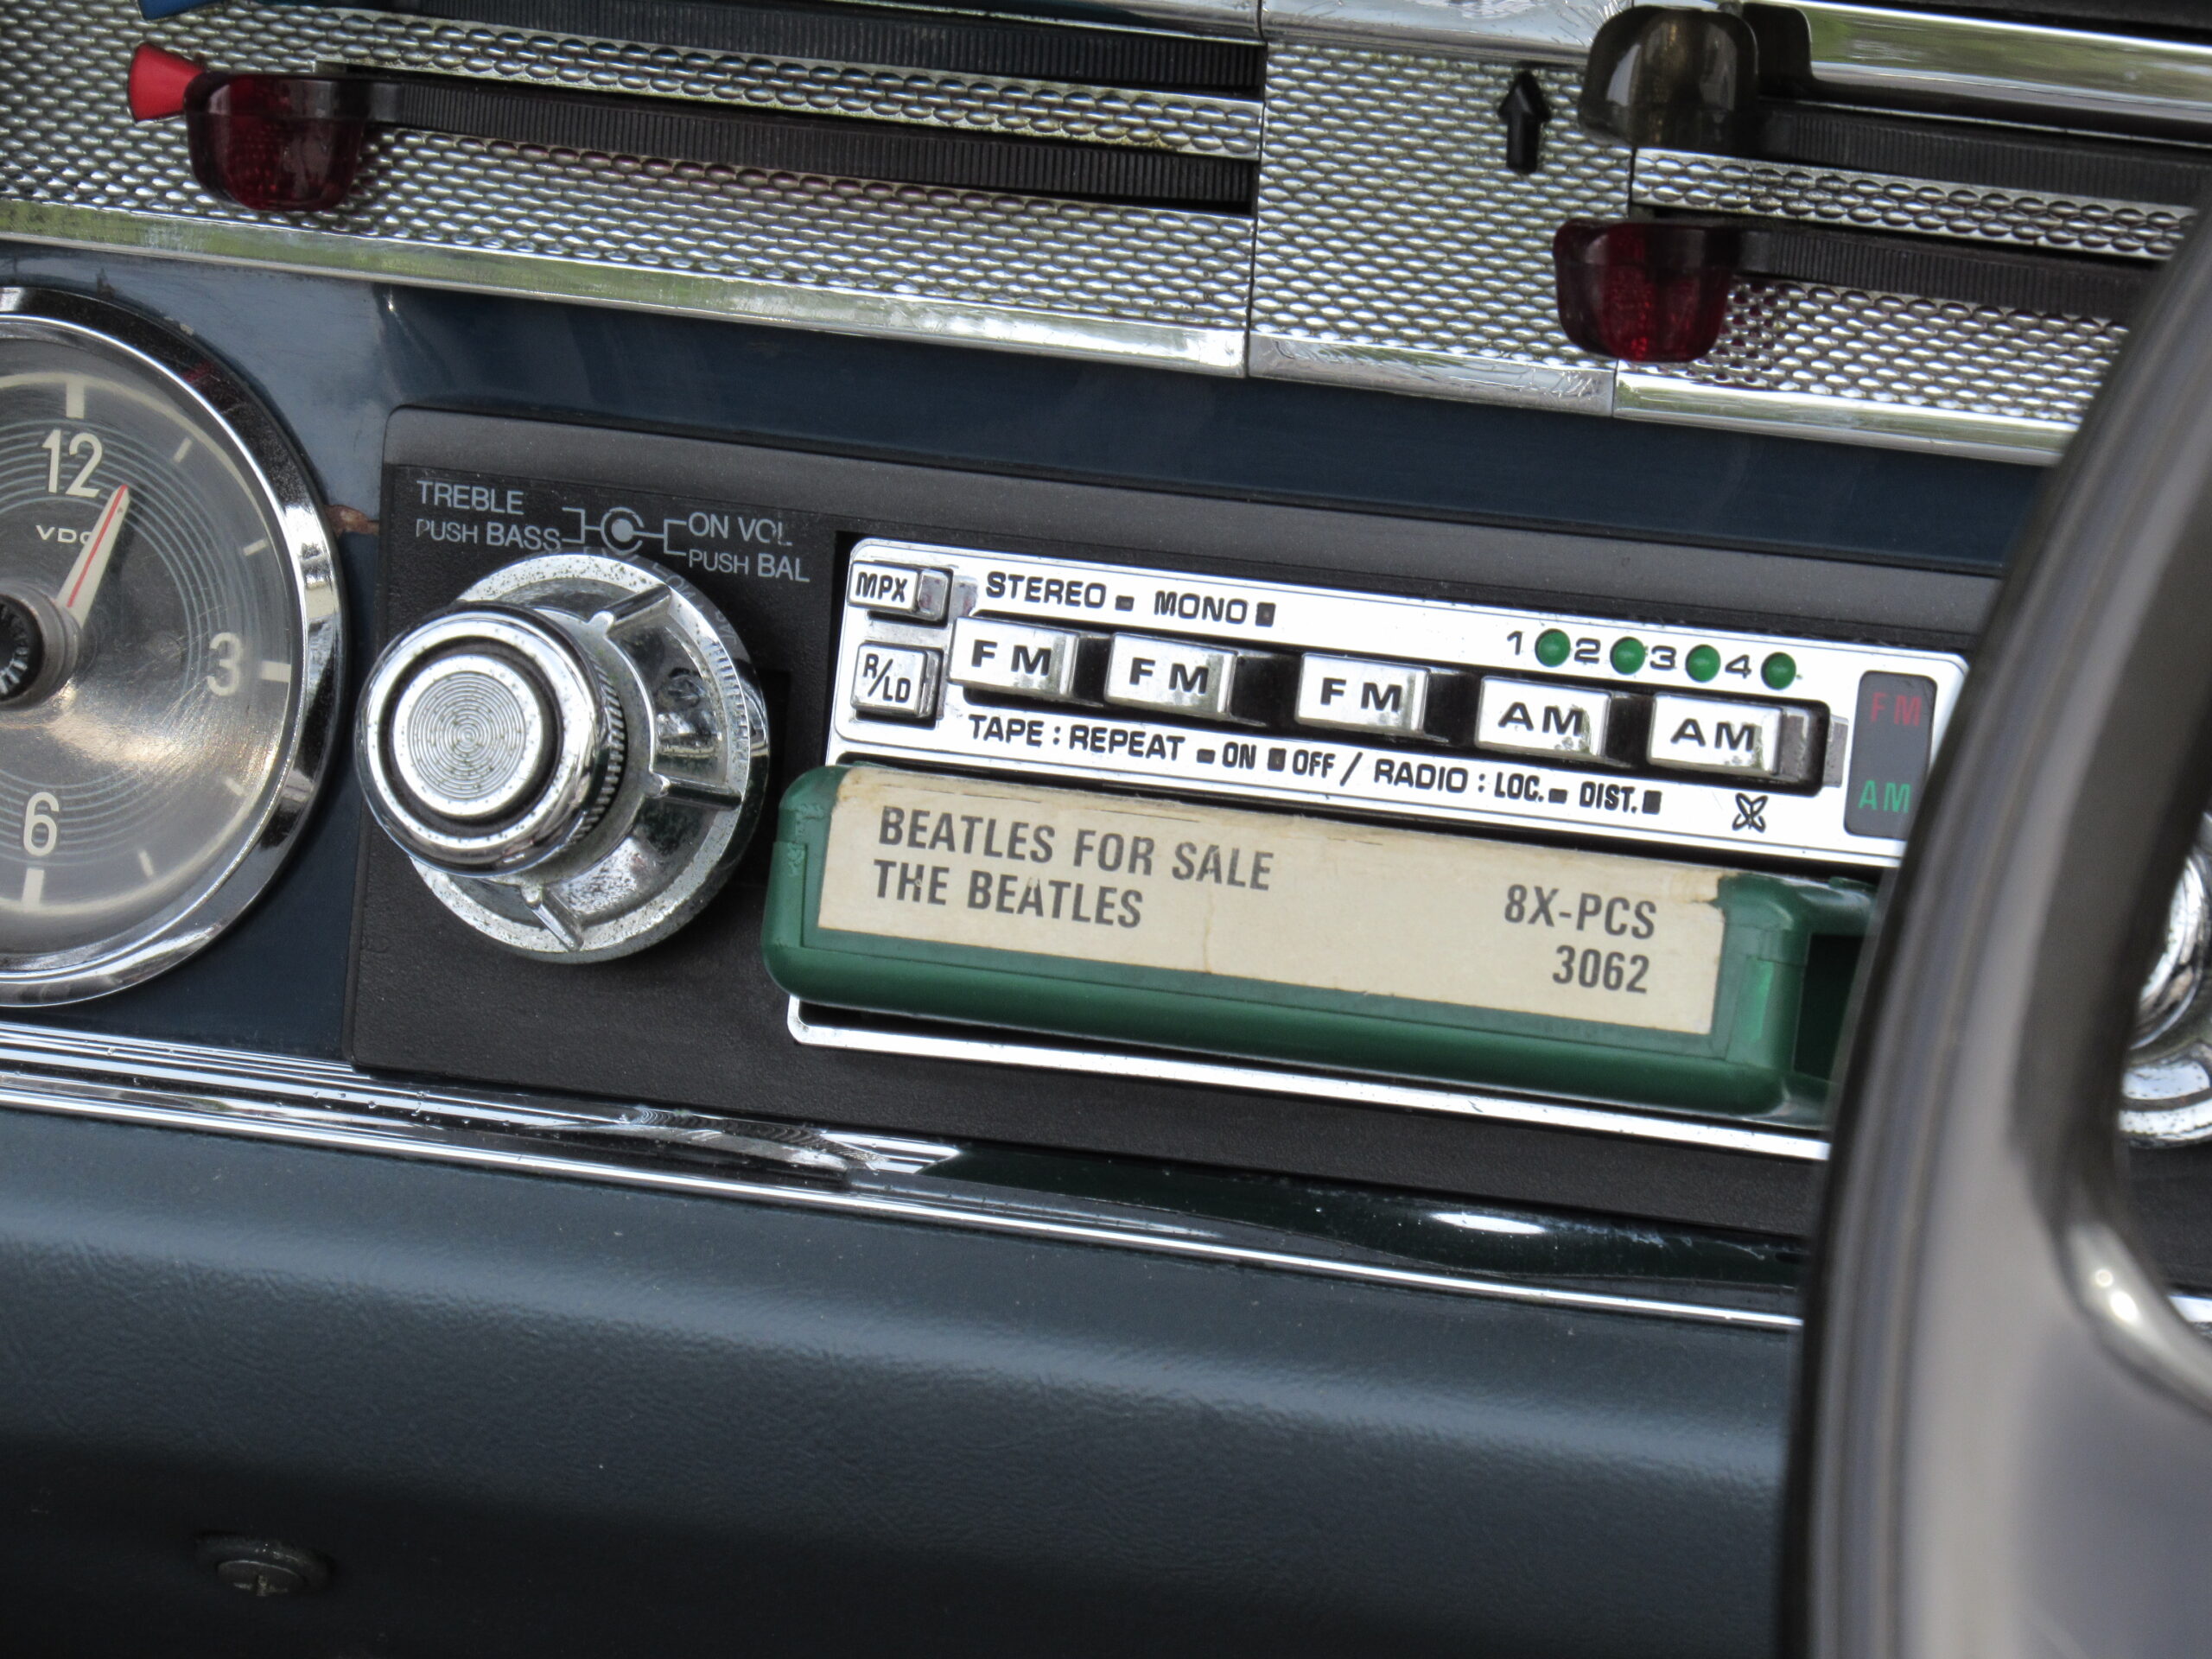 12
VDO
3
6
TREBLE
PUSH BASS
ON VOL
PUSH BAL
MPX
STEREO MONO
R/LD
FM FM FM AM AM
1 2 3 4
TAPE : REPEAT ON OFF / RADIO : LOC. DIST.
FM
AM
BEATLES FOR SALE
THE BEATLES
8X-PCS
3062